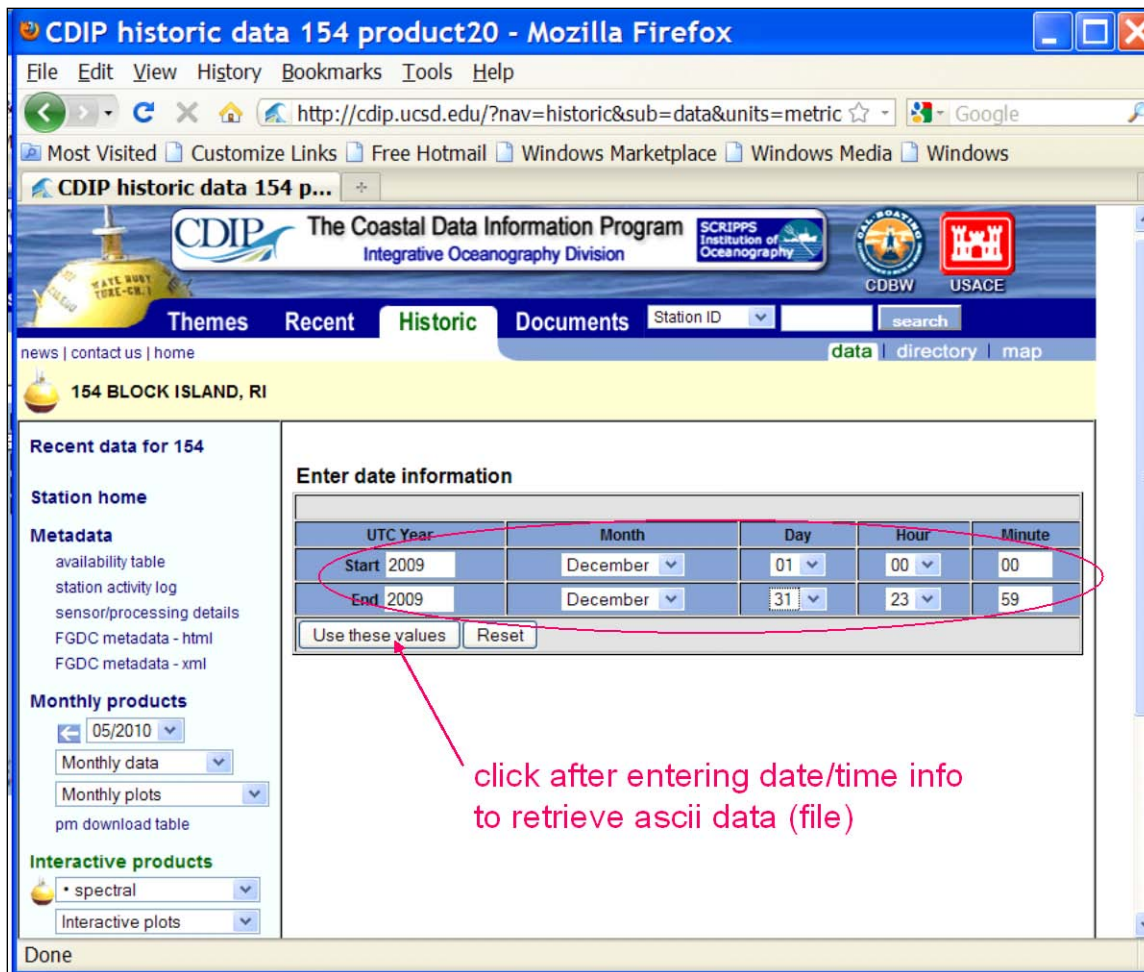 CDIP historic data 154 product20 - Mozilla Firefox
File Edit View History Bookmarks Tools Help
http://cdip.ucsd.edu/?nav=historic&sub=data&units=metric Google
Most Visited Customize Links Free Hotmail Windows Marketplace Windows Media Windows
CDIP historic data 154 p...
CDIP The Coastal Data Information Program
Integrative Oceanography Division
SCRIPPS
Institution of
Oceanography
CAL BOATING
CDBW USACE
WAVE BUOY
Themes Recent Historic Documents Station ID search
news | contact us | home data | directory | map
154 BLOCK ISLAND, RI
Recent data for 154
Station home
Metadata
availability table
station activity log
sensor/processing details
FGDC metadata - html
FGDC metadata - xml
Monthly products
05/2010
Monthly data
Monthly plots
pm download table
Interactive products
• spectral
Interactive plots
Enter date information
UTC Year Month Day Hour Minute
Start 2009 December 01 00 00
End 2009 December 31 23 59
Use these values Reset
click after entering date/time info
to retrieve ascii data (file)
Done